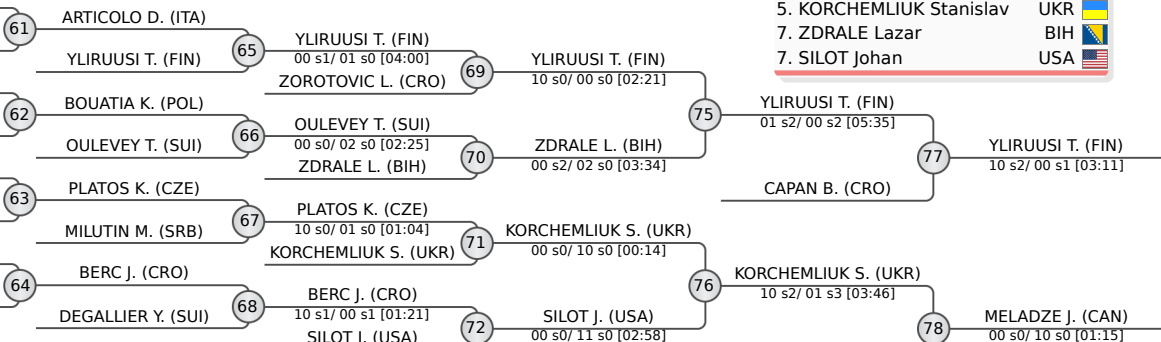 5. KORCHEMLIUK Stanislav UKR
7. ZDRALE Lazar BIH
7. SILOT Johan USA
61
ARTICOLO D. (ITA)
YLIRUUSI T. (FIN)
65
YLIRUUSI T. (FIN)
00 s1/ 01 s0 [04:00]
ZOROTOVIC L. (CRO)
69
YLIRUUSI T. (FIN)
10 s0/ 00 s0 [02:21]
62
BOUATIA K. (POL)
OULEVEY T. (SUI)
66
OULEVEY T. (SUI)
00 s0/ 02 s0 [02:25]
ZDRALE L. (BIH)
70
ZDRALE L. (BIH)
00 s2/ 02 s0 [03:34]
75
YLIRUUSI T. (FIN)
01 s2/ 00 s2 [05:35]
CAPAN B. (CRO)
77
YLIRUUSI T. (FIN)
10 s2/ 00 s1 [03:11]
63
PLATOS K. (CZE)
MILUTIN M. (SRB)
67
PLATOS K. (CZE)
10 s0/ 01 s0 [01:04]
KORCHEMLIUK S. (UKR)
71
KORCHEMLIUK S. (UKR)
00 s0/ 10 s0 [00:14]
64
BERC J. (CRO)
DEGALLIER Y. (SUI)
68
BERC J. (CRO)
10 s1/ 00 s1 [01:21]
SILOT J. (USA)
72
SILOT J. (USA)
00 s0/ 11 s0 [02:58]
76
KORCHEMLIUK S. (UKR)
10 s2/ 01 s3 [03:46]
78
MELADZE J. (CAN)
00 s0/ 10 s0 [01:15]